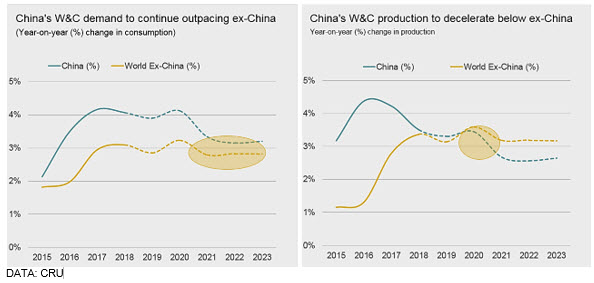 China's W&C demand to continue outpacing ex-China
(Year-on-year (%) change in consumption)
China (%)
World Ex-China (%)
5%
4%
3%
2%
1%
0%
2015 2016 2017 2018 2019 2020 2021 2022 2023
China's W&C production to decelerate below ex-China
Year-on-year (%) change in production
China (%)
World Ex-China (%)
5%
4%
3%
2%
1%
0%
2015 2016 2017 2018 2019 2020 2021 2022 2023
DATA: CRU